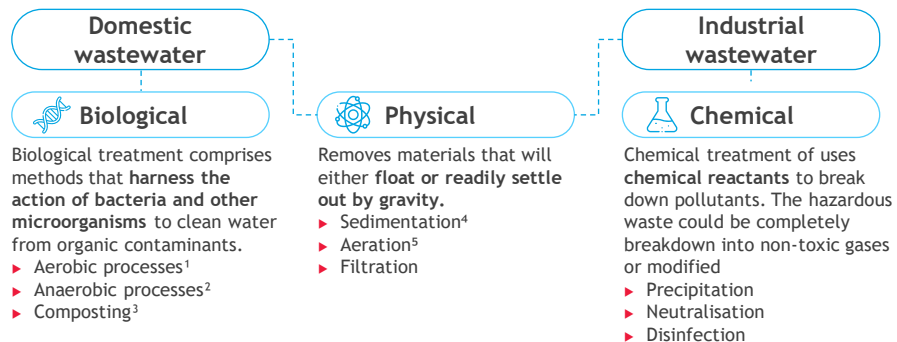 Domestic
wastewater
Industrial
wastewater
Biological
Biological treatment comprises
methods that harness the
action of bacteria and other
microorganisms to clean water
from organic contaminants.
► Aerobic processes¹
► Anaerobic processes²
► Composting³
Physical
Removes materials that will
either float or readily settle
out by gravity.
► Sedimentation⁴
► Aeration⁵
► Filtration
Chemical
Chemical treatment of uses
chemical reactants to break
down pollutants. The hazardous
waste could be completely
breakdown into non-toxic gases
or modified
► Precipitation
► Neutralisation
► Disinfection